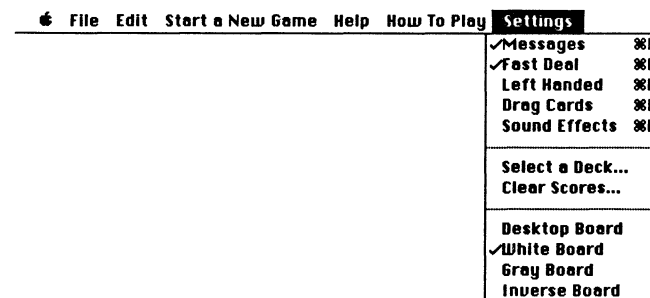 File Edit Start a New Game Help How To Play Settings
✓Messages ⌘
✓Fast Deal ⌘
Left Handed ⌘
Drag Cards ⌘
Sound Effects ⌘
Select a Deck...
Clear Scores...
Desktop Board
✓White Board
Gray Board
Inverse Board